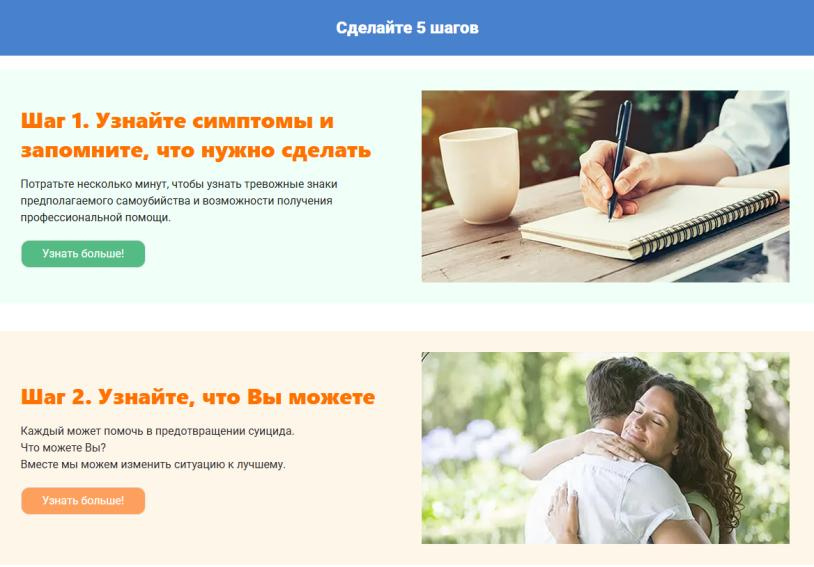 Сделайте 5 шагов
Шаг 1. Узнайте симптомы и
запомните, что нужно сделать
Потратьте несколько минут, чтобы узнать тревожные знаки
предполагаемого самоубийства и возможности получения
профессиональной помощи.
Узнать больше!
Шаг 2. Узнайте, что Вы можете
Каждый может помочь в предотвращении суицида.
Что можете Вы?
Вместе мы можем изменить ситуацию к лучшему.
Узнать больше!